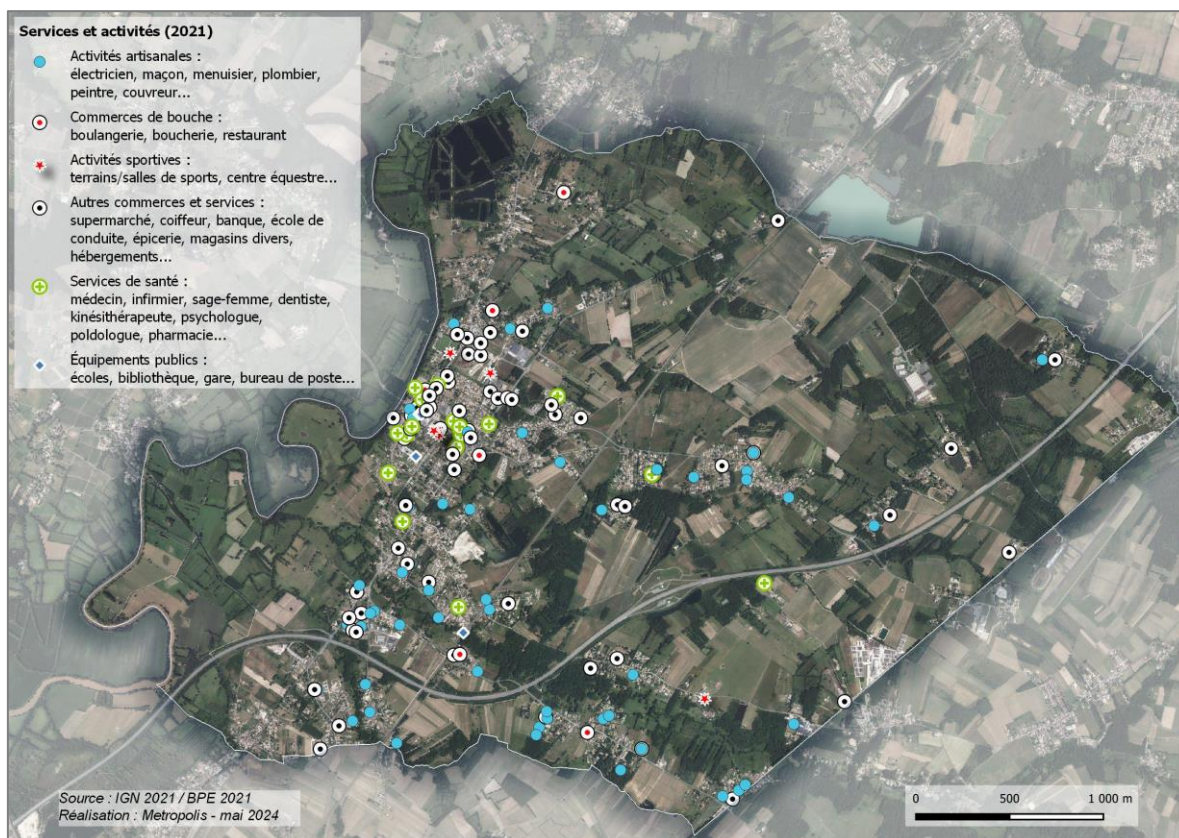 Services et activités (2021)
Activités artisanales :
électricien, maçon, menuisier, plombier,
peintre, couvreur...
Commerces de bouche :
boulangerie, boucherie, restaurant
Activités sportives :
terrains/salles de sports, centre équestre...
Autres commerces et services :
supermarché, coiffeur, banque, école de
conduite, épicerie, magasins divers,
hébergements...
Services de santé :
médecin, infirmier, sage-femme, dentiste,
kinésithérapeute, psychologue,
poldologue, pharmacie...
Équipements publics :
écoles, bibliothèque, gare, bureau de poste...
Source : IGN 2021 / BPE 2021
Réalisation : Metropolis - mai 2024
0 500 1 000 m